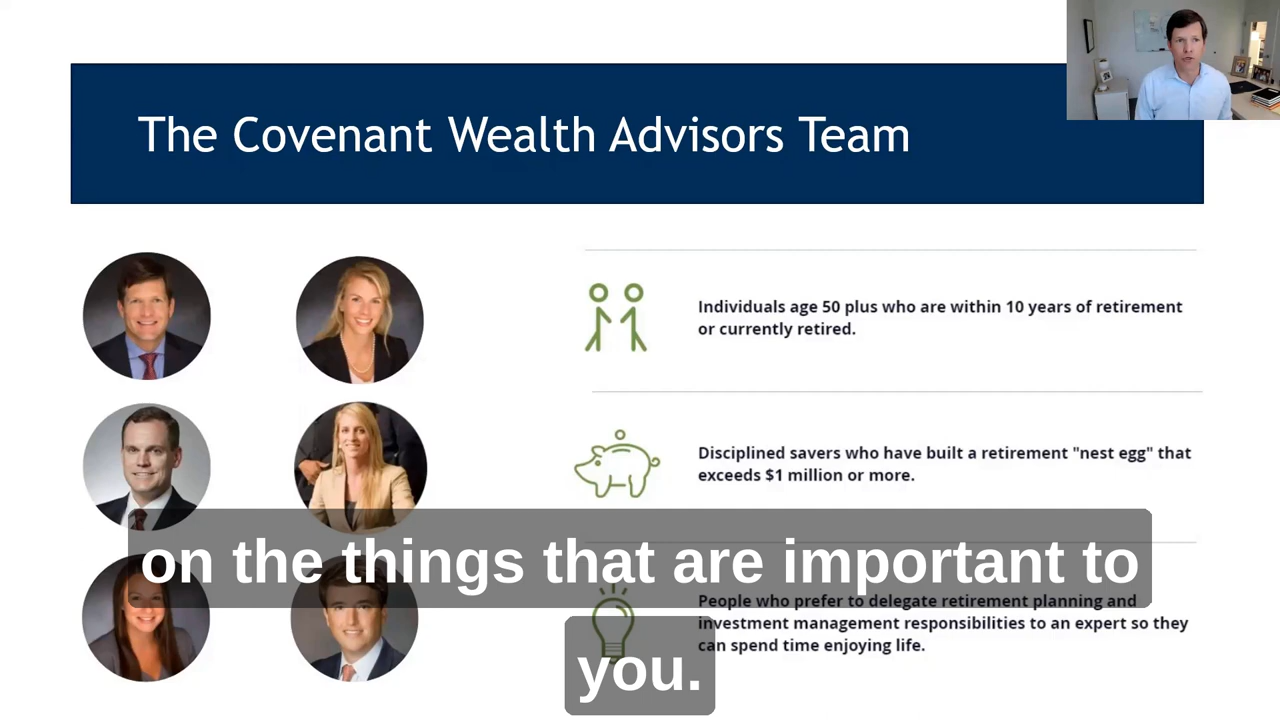 The Covenant Wealth Advisors Team
Individuals age 50 plus who are within 10 years of retirement
or currently retired.
Disciplined savers who have built a retirement "nest egg" that
exceeds $1 million or more.
People who prefer to delegate retirement planning and
investment management responsibilities to an expert so they
can spend time enjoying life.
on the things that are important to
you.